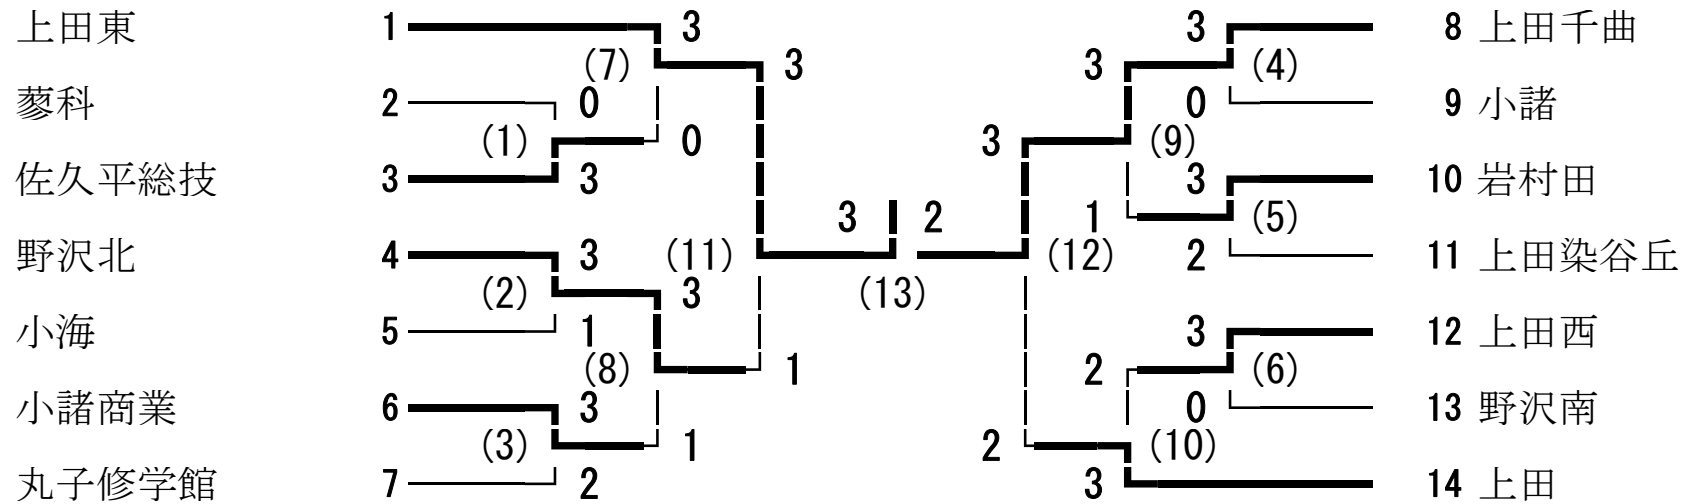 上田東 1 3 3 8 上田千曲
(7) 3 3 (4)
蓼科 2 0 0 9 小諸
(1) 0 3 (9)
佐久平総技 3 3 3 10 岩村田
3 2 1 (5)
野沢北 4 3 (11) (12) 2 11 上田染谷丘
(2) 3 (13)
小海 5 1 3 12 上田西
(8) 1 2 (6)
小諸商業 6 3 0 13 野沢南
(3) 1 2 (10)
丸子修学館 7 2 3 14 上田